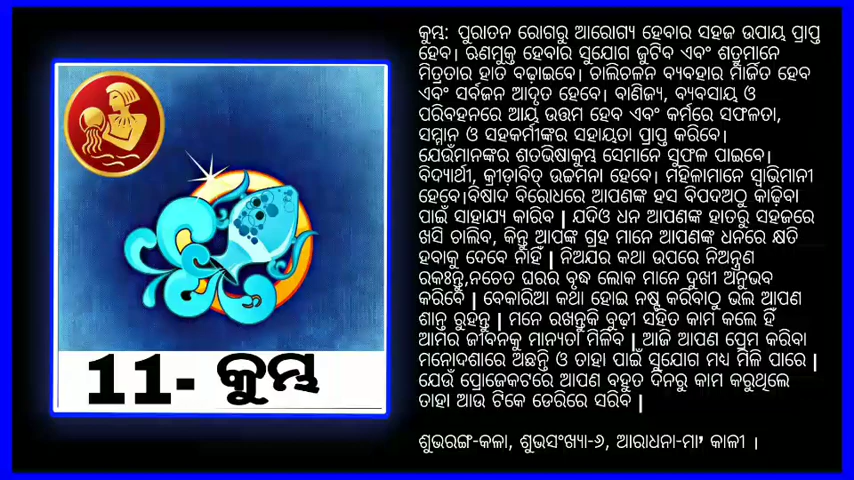 11- କୁମ୍ଭ
କୁମ୍ଭ: ପୁରାତନ ରୋଗରୁ ଆରୋଗ୍ୟ ହେବାର ସହଜ ଉପାୟ ପ୍ରାପ୍ତ
ହେବ। ଋଣମୁକ୍ତ ହେବାର ସୁଯୋଗ ଜୁଟିବ ଏବଂ ଶତ୍ରୁମାନେ
ମିତ୍ରତାର ହାତ ବଢ଼ାଇବେ। ଚାଲିଚଳନ ବ୍ୟବହାର ମାର୍ଜିତ ହେବ
ଏବଂ ସର୍ବଜନ ଆଦୃତ ହେବେ। ବାଣିଜ୍ୟ, ବ୍ୟବସାୟ ଓ
ପରିବହନରେ ଆୟ ଉତ୍ତମ ହେବ ଏବଂ କର୍ମରେ ସଫଳତା,
ସମ୍ମାନ ଓ ସହକର୍ମୀଙ୍କର ସହାୟତା ପ୍ରାପ୍ତ କରିବେ।
ଯେଉଁମାନଙ୍କର ଶତଭିଷାକୁମ୍ଭ ସେମାନେ ସୁଫଳ ପାଇବେ।
ବିଦ୍ୟାର୍ଥୀ, କ୍ରୀଡ଼ାବିତ୍ ଉଚ୍ଚମନା ହେବେ। ମହିଳାମାନେ ସ୍ବାଭିମାନୀ
ହେବେ।ବିଷାଦ ବିରୋଧରେ ଆପଣଙ୍କ ହସ ବିପଦଅଠୁ କାଢ଼ିବା
ପାଇଁ ସାହାଯ୍ୟ କାରିବ | ଯଦିଓ ଧନ ଆପଣଙ୍କ ହାତରୁ ସହଜରେ
ଖସି ଚାଲିବ, କିନ୍ତୁ ଆପଙ୍କ ଗ୍ରହ ମାନେ ଆପଣଙ୍କ ଧନରେ କ୍ଷତି
ହବାକୁ ଦେବେ ନାହିଁ | ନିଅଯର କଥା ଉପରେ ନିଅନ୍ତ୍ରଣ
ରକଃନ୍ତୁ,ନଚେତ ଘରର ବୃଦ୍ଧ ଲୋକ ମାନେ ଦୁଃଖୀ ଅନୁଭବ
କରିବେ | ବେକାରିଆ କଥା ହୋଇ ନଷ୍ଟ କରିବାଠୁ ଭଲ ଆପଣ
ଶାନ୍ତ ରୁହନ୍ତୁ | ମନେ ରଖନ୍ତୁକି ବୁଢ଼ୀ ସହିତ କାମ କଲେ ହିଁ
ଆମର ଜୀବନକୁ ମାନ୍ୟତା ମିଳିବ | ଆଜି ଆପଣ ପ୍ରେମ କରିବା
ମନୋଦଶାରେ ଅଛନ୍ତି ଓ ତାହା ପାଇଁ ସୁଯୋଗ ମଧ୍ୟ ମିଳି ପାରେ |
ଯେଉଁ ପ୍ରୋଜେକଟରେ ଆପଣ ବହୁତ ଦିନରୁ କାମ କରୁଥିଲେ
ତାହା ଆଉ ଟିକେ ଡେରିରେ ସରିବ |
ଶୁଭରଙ୍ଗ-କଳା, ଶୁଭସଂଖ୍ୟା-୬, ଆରାଧନା-ମା' କାଳୀ ।